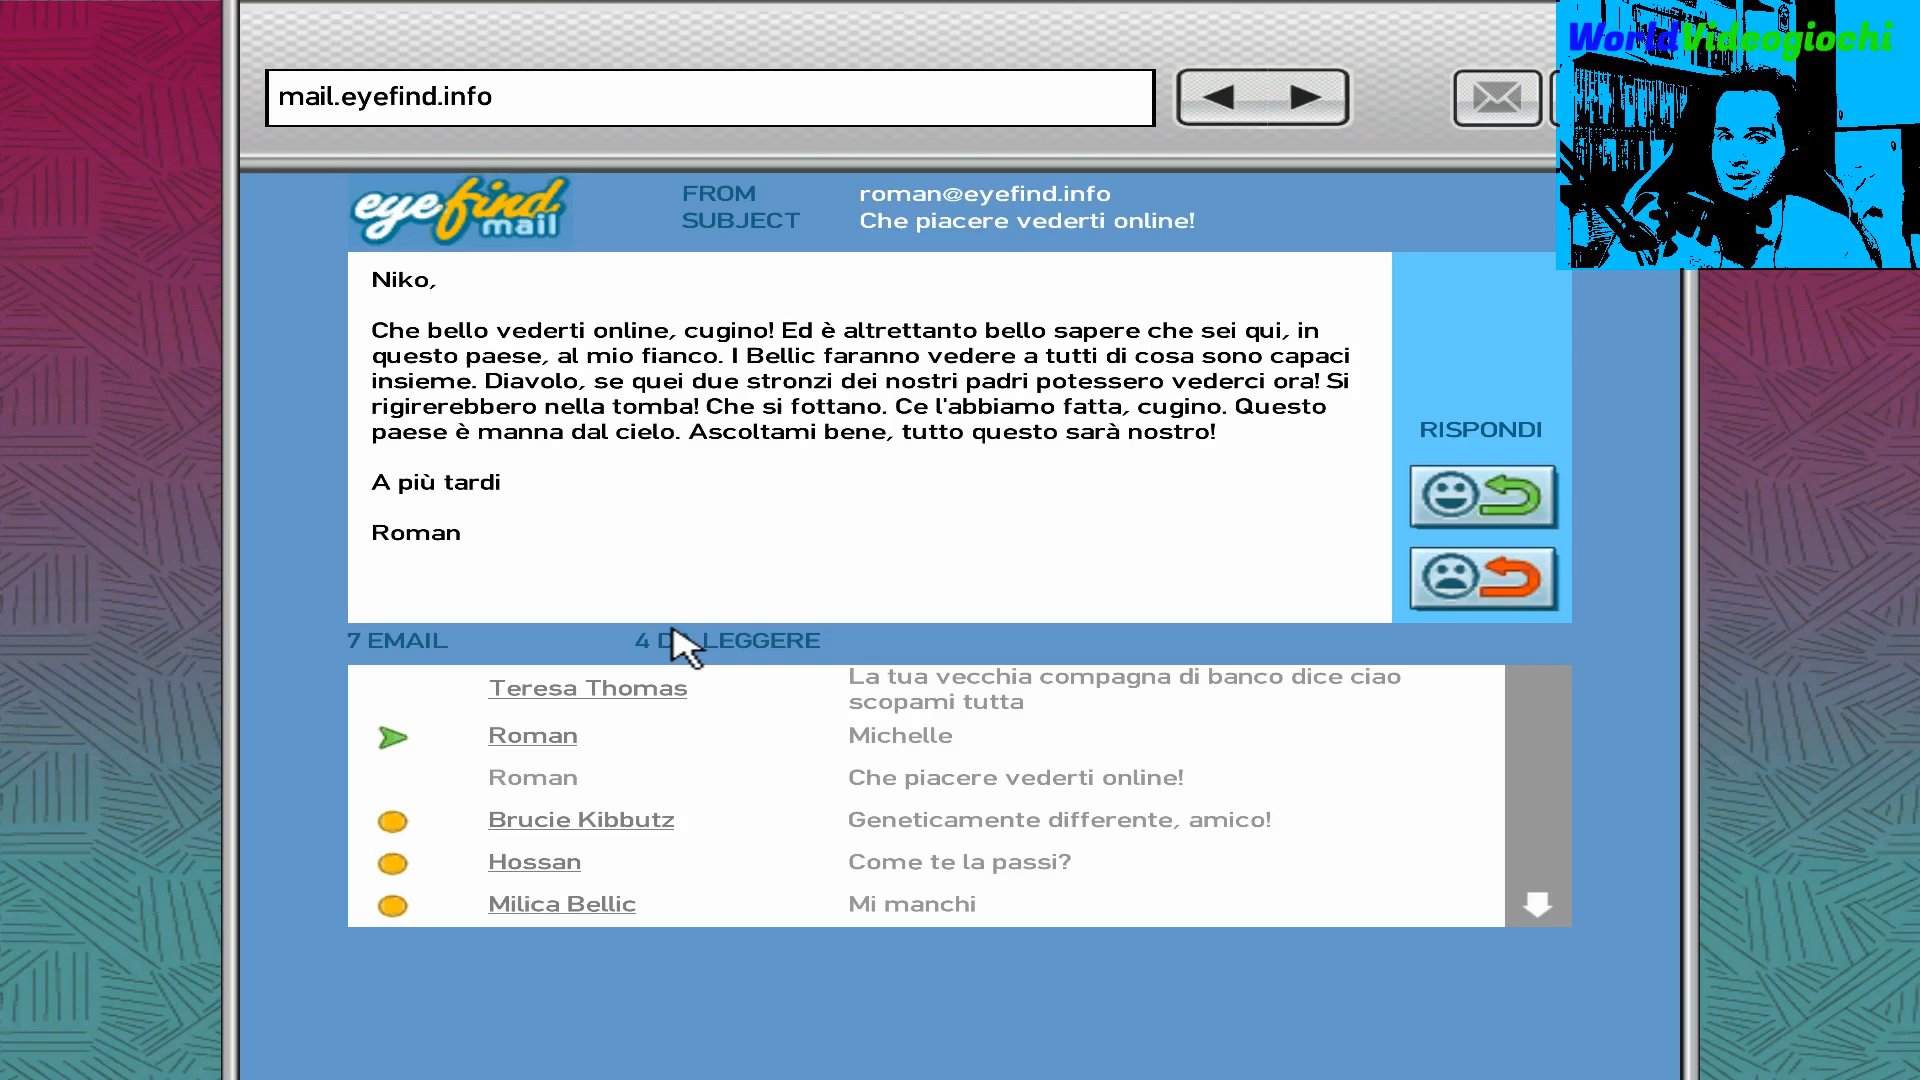 WorldVideogiochi
mail.eyefind.info
eyefind
mail
FROM
roman@eyefind.info
SUBJECT
Che piacere vederti online!
Niko,
Che bello vederti online, cugino! Ed è altrettanto bello sapere che sei qui, in
questo paese, al mio fianco. I Bellic faranno vedere a tutti di cosa sono capaci
insieme. Diavolo, se quei due stronzi dei nostri padri potessero vederci ora! Si
rigirerebbero nella tomba! Che si fottano. Ce l'abbiamo fatta, cugino. Questo
paese è manna dal cielo. Ascoltami bene, tutto questo sarà nostro!
A più tardi
Roman
RISPONDI
7 EMAIL
4 DA LEGGERE
Teresa Thomas
La tua vecchia compagna di banco dice ciao
scopami tutta
Roman
Michelle
Roman
Che piacere vederti online!
Brucie Kibbutz
Geneticamente differente, amico!
Hossan
Come te la passi?
Milica Bellic
Mi manchi